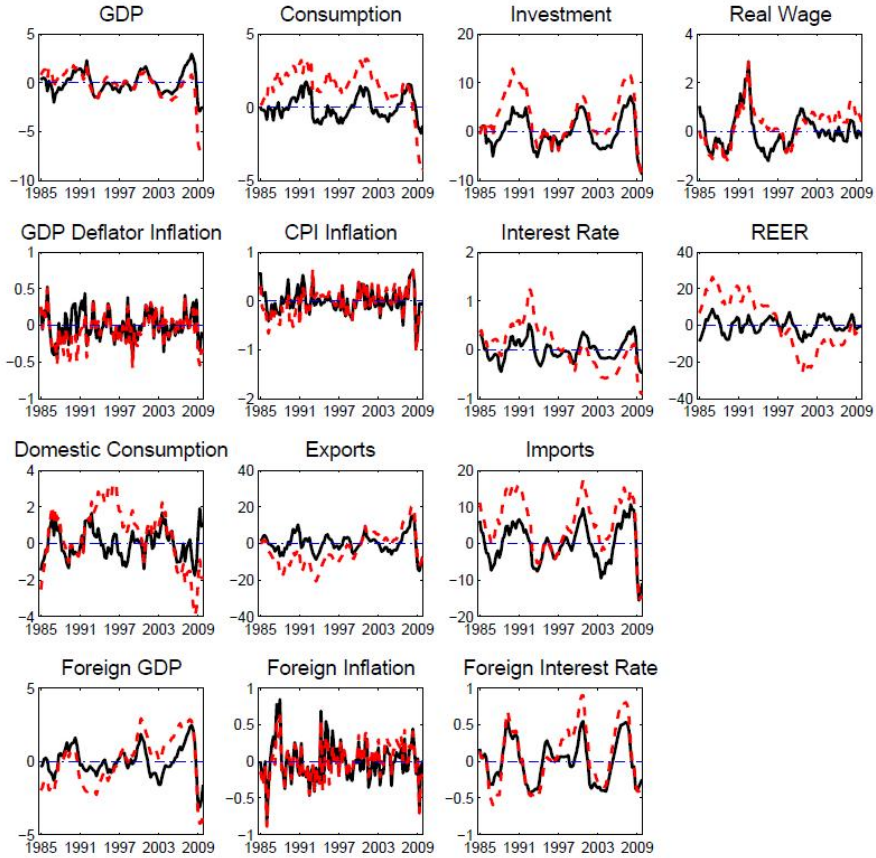 GDP
Consumption
Investment
Real Wage
5
0
−5
−10
1985 1991 1997 2003 2009
5
0
5
1985 1991 1997 2003 2009
20
10
0
−10
1985 1991 1997 2003 2009
4
2
0
−2
1985 1991 1997 2003 2009
GDP Deflator Inflation
CPI Inflation
Interest Rate
REER
1
0.5
0
−0.5
−1
1985 1991 1997 2003 2009
1
0
−1
−2
1985 1991 1997 2003 2009
2
1
0
−1
1985 1991 1997 2003 2009
40
20
0
−20
−40
1985 1991 1997 2003 2009
Domestic Consumption
Exports
Imports
4
2
0
−2
−4
1985 1991 1997 2003 2009
40
20
0
−20
−40
1985 1991 1997 2003 2009
20
10
0
−10
−20
1985 1991 1997 2003 2009
Foreign GDP
Foreign Inflation
Foreign Interest Rate
5
0
−5
1985 1991 1997 2003 2009
1
0.5
0
−0.5
−1
1985 1991 1997 2003 2009
1
0.5
0
−0.5
−1
1985 1991 1997 2003 2009